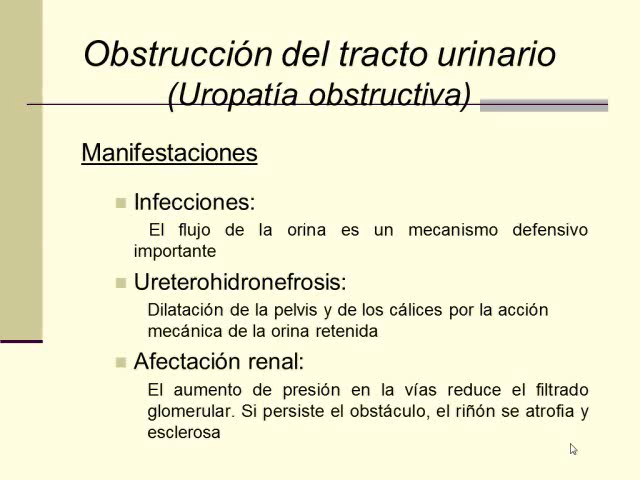 Obstrucción del tracto urinario
(Uropatía obstructiva)
Manifestaciones
Infecciones:
El flujo de la orina es un mecanismo defensivo
importante
Ureterohidronefrosis:
Dilatación de la pelvis y de los cálices por la acción
mecánica de la orina retenida
Afectación renal:
El aumento de presión en la vías reduce el filtrado
glomerular. Si persiste el obstáculo, el riñón se atrofia y
esclerosa